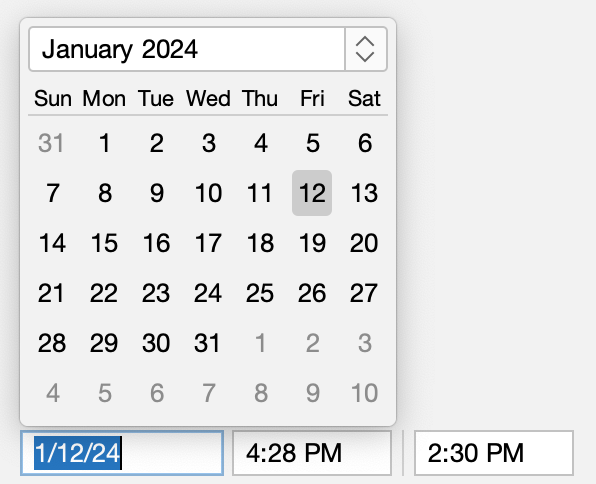 January 2024
Sun Mon Tue Wed Thu Fri Sat
31 1 2 3 4 5 6
7 8 9 10 11 12 13
14 15 16 17 18 19 20
21 22 23 24 25 26 27
28 29 30 31 1 2 3
4 5 6 7 8 9 10
1/12/24 4:28 PM 2:30 PM